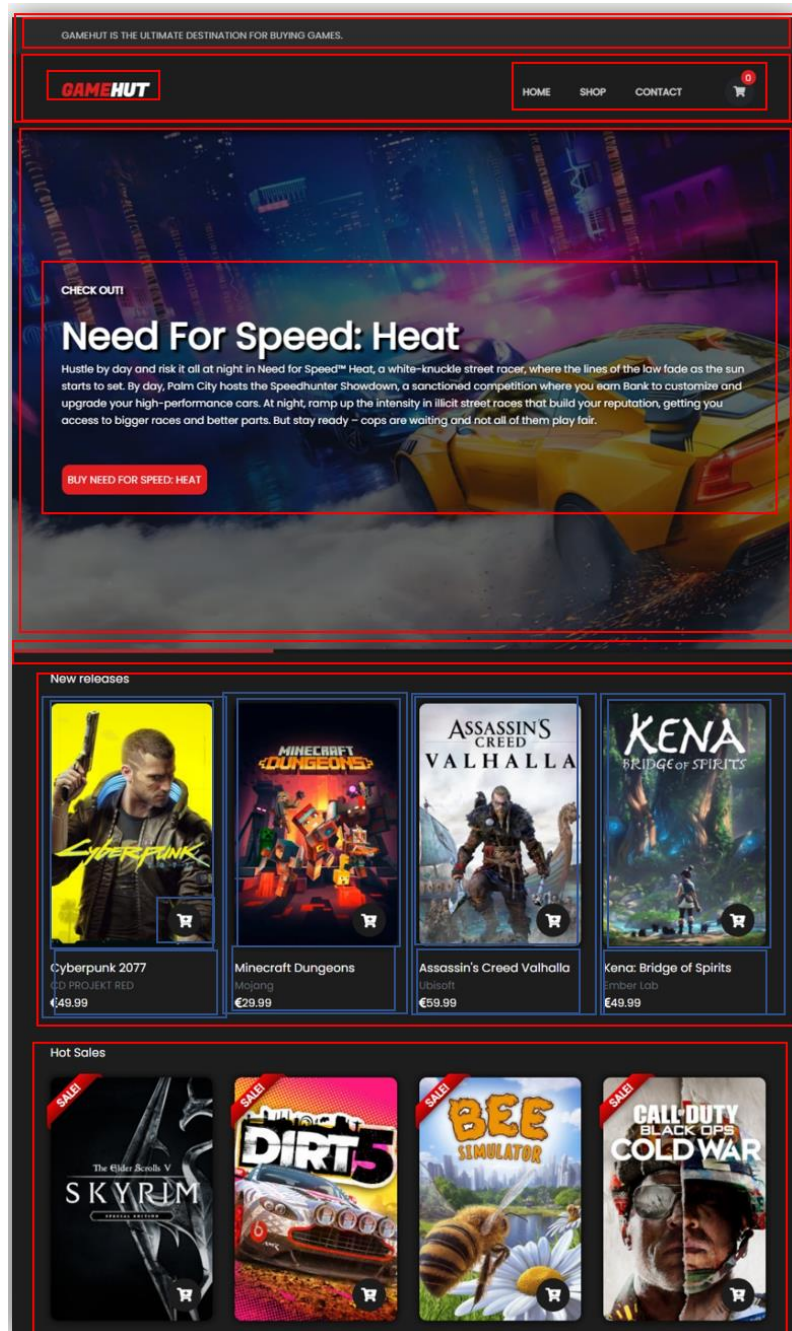 GAMEHUT IS THE ULTIMATE DESTINATION FOR BUYING GAMES.
GAMEHUT
HOME SHOP CONTACT 0
CHECK OUT!
Need For Speed: Heat
Hustle by day and risk it all at night in Need for Speed™ Heat, a white-knuckle street racer, where the lines of the law fade as the sun
starts to set. By day, Palm City hosts the Speedhunter Showdown, a sanctioned competition where you earn Bank to customize and
upgrade your high-performance cars. At night, ramp up the intensity in illicit street races that build your reputation, getting you
access to bigger races and better parts. But stay ready – cops are waiting and not all of them play fair.
BUY NEED FOR SPEED: HEAT
New releases
CYBERPUNK
MINECRAFT
DUNGEONS
ASSASSIN'S
CREED
VALHALLA
KENA
BRIDGE OF SPIRITS
Cyberpunk 2077
CD PROJEKT RED
€49.99
Minecraft Dungeons
Mojang
€29.99
Assassin's Creed Valhalla
Ubisoft
€59.99
Kena: Bridge of Spirits
Ember Lab
€49.99
Hot Sales
SALE!
The Elder Scrolls V
SKYRIM
SPECIAL EDITION
SALE!
DIRT 5
6
SALE!
BEE
SIMULATOR
SALE!
CALL OF DUTY
BLACK OPS
COLD WAR